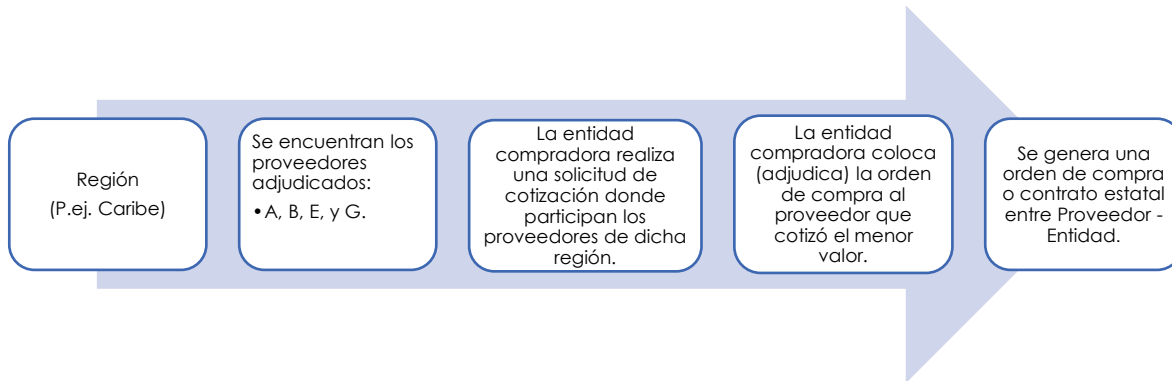 Región
(P.ej. Caribe)
Se encuentran los
proveedores
adjudicados:
• A, B, E, y G.
La entidad
compradora realiza
una solicitud de
cotización donde
participan los
proveedores de dicha
región.
La entidad
compradora coloca
(adjudica) la orden
de compra al
proveedor que
cotizó el menor
valor.
Se genera una
orden de compra
o contrato estatal
entre Proveedor -
Entidad.